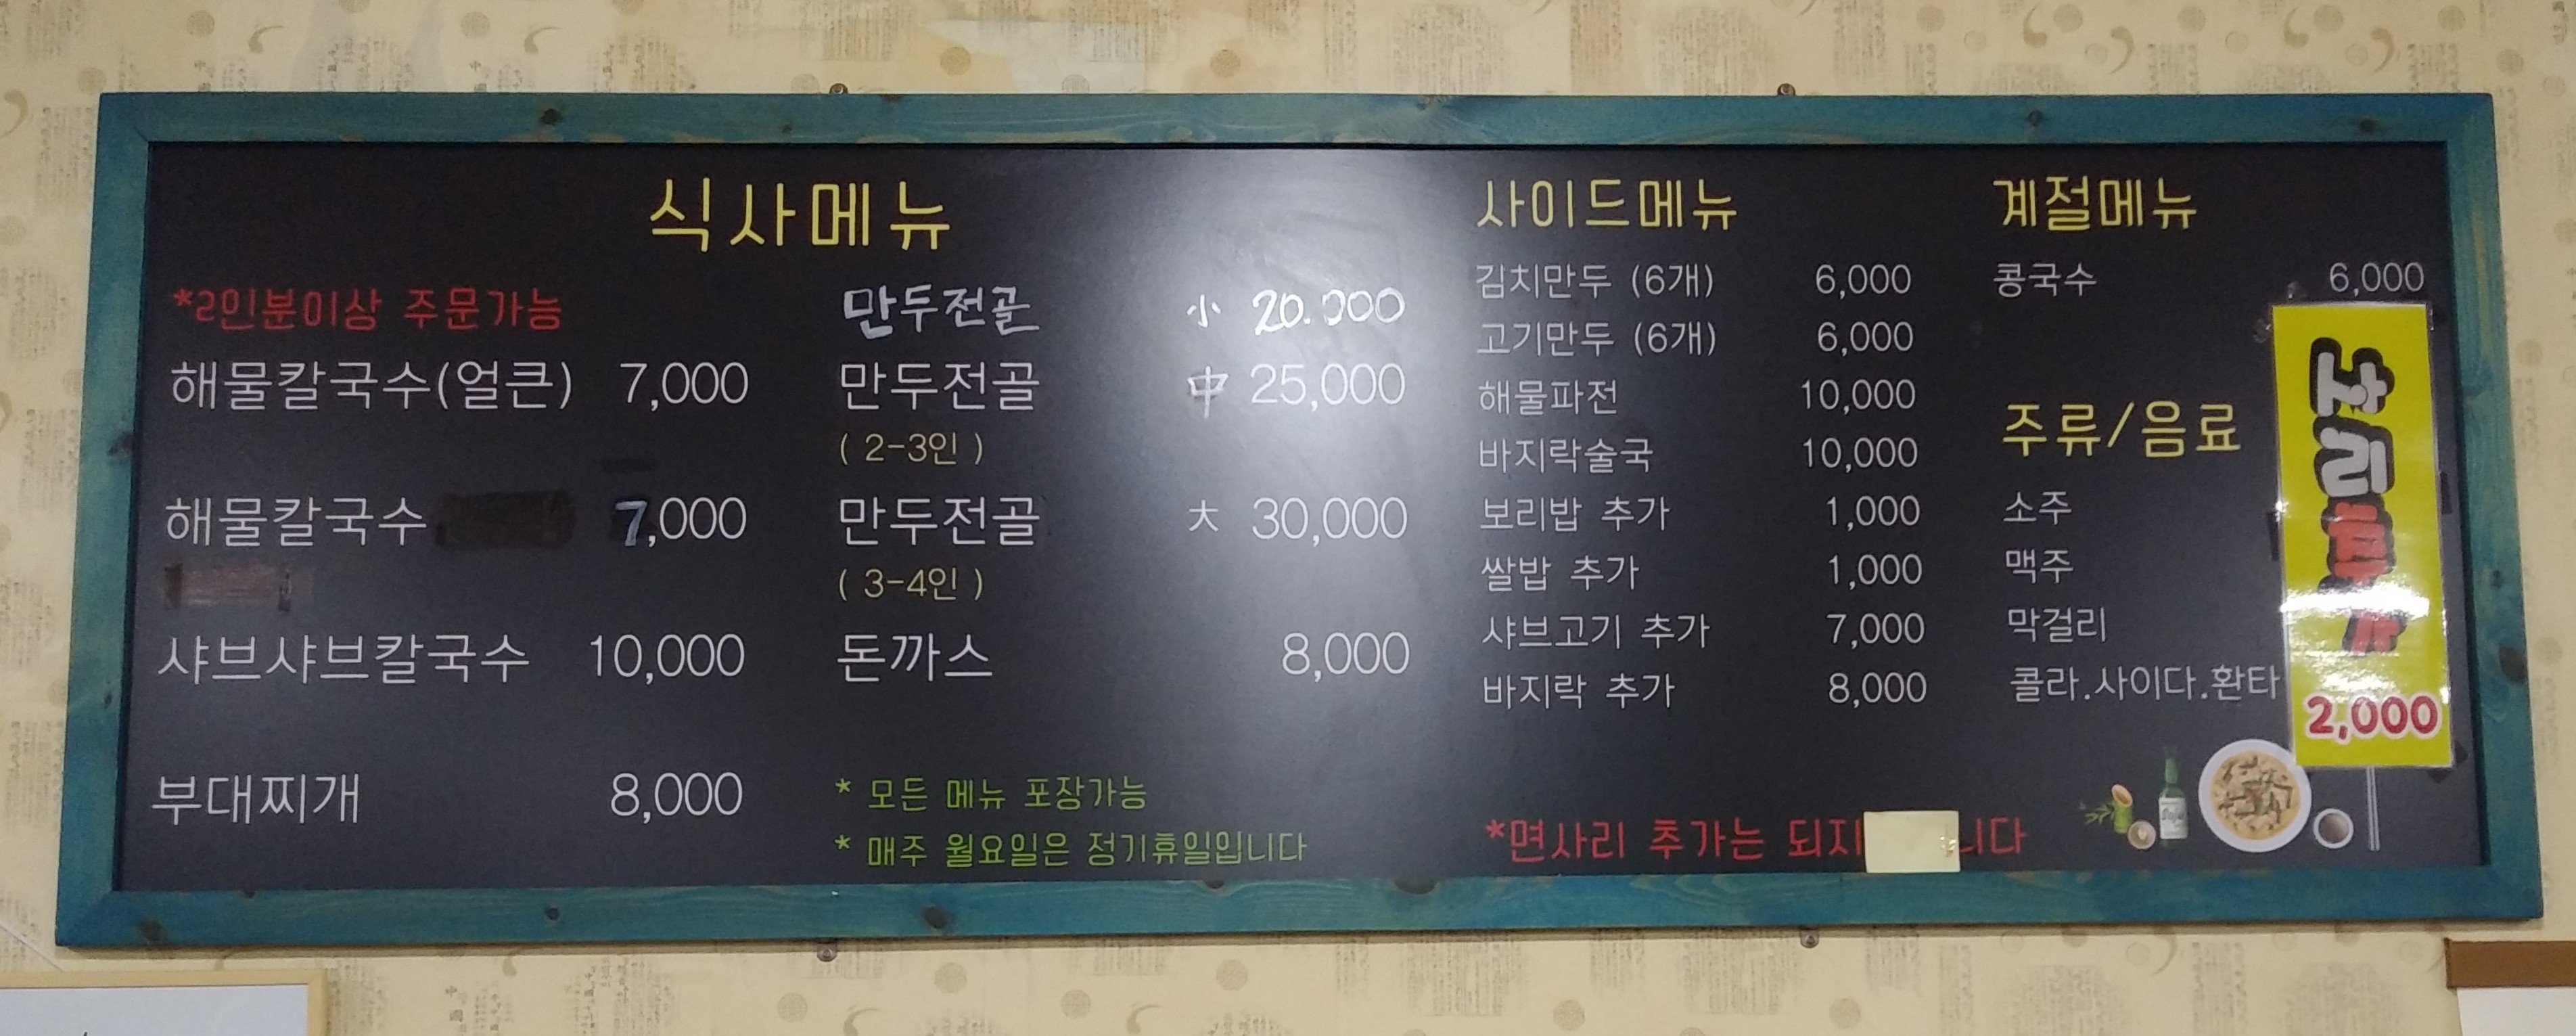 식사메뉴
*2인분이상 주문가능
해물칼국수(얼큰) 7,000
해물칼국수 7,000
샤브샤브칼국수 10,000
부대찌개 8,000
만두전골 小 20.000
만두전골 中 25,000
( 2-3인 )
만두전골 大 30,000
( 3-4인 )
돈까스 8,000
* 모든 메뉴 포장가능
* 매주 월요일은 정기휴일입니다
사이드메뉴
김치만두 (6개) 6,000
고기만두 (6개) 6,000
해물파전 10,000
바지락술국 10,000
보리밥 추가 1,000
쌀밥 추가 1,000
샤브고기 추가 7,000
바지락 추가 8,000
*면사리 추가는 되지 니다
계절메뉴
콩국수 6,000
주류/음료
소주
맥주
막걸리
콜라.사이다.환타
2,000